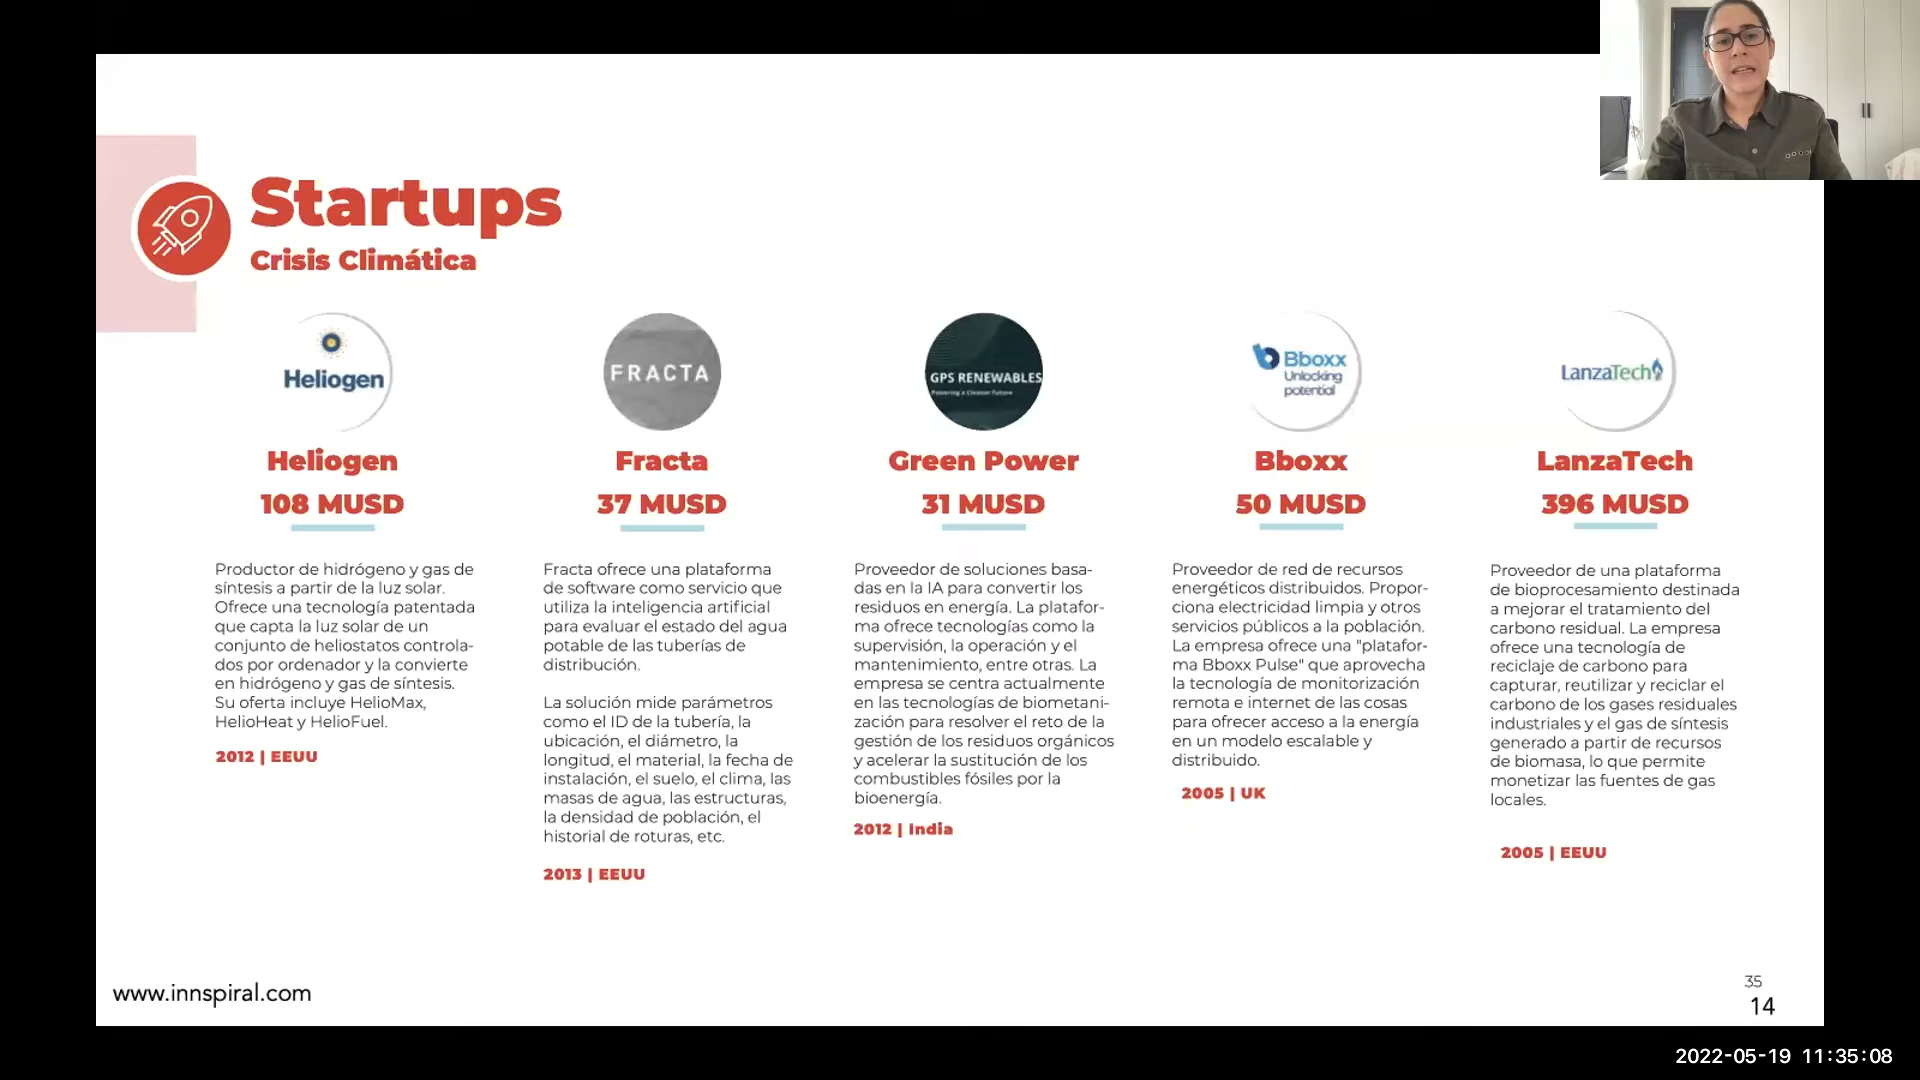 Startups
Crisis Climática
Heliogen
Heliogen
108 MUSD
Productor de hidrógeno y gas de
síntesis a partir de la luz solar.
Ofrece una tecnología patentada
que capta la luz solar de un
conjunto de heliostatos controla-
dos por ordenador y la convierte
en hidrógeno y gas de síntesis.
Su oferta incluye HelioMax,
HelioHeat y HelioFuel.
2012 | EEUU
FRACTA
Fracta
37 MUSD
Fracta ofrece una plataforma
de software como servicio que
utiliza la inteligencia artificial
para evaluar el estado del agua
potable de las tuberías de
distribución.
La solución mide parámetros
como el ID de la tubería, la
ubicación, el diámetro, la
longitud, el material, la fecha de
instalación, el suelo, el clima, las
masas de agua, las estructuras,
la densidad de población, el
historial de roturas, etc.
2013 | EEUU
GPS RENEWABLES
Powering a Cleaner Future
Green Power
31 MUSD
Proveedor de soluciones basa-
das en la IA para convertir los
residuos en energía. La platafor-
ma ofrece tecnologías como la
supervisión, la operación y el
mantenimiento, entre otras. La
empresa se centra actualmente
en las tecnologías de biometani-
zación para resolver el reto de la
gestión de los residuos orgánicos
y acelerar la sustitución de los
combustibles fósiles por la
bioenergía.
2012 | India
Bboxx
Unlocking
potential
Bboxx
50 MUSD
Proveedor de red de recursos
energéticos distribuidos. Propor-
ciona electricidad limpia y otros
servicios públicos a la población.
La empresa ofrece una "platafor-
ma Bboxx Pulse" que aprovecha
la tecnología de monitorización
remota e internet de las cosas
para ofrecer acceso a la energía
en un modelo escalable y
distribuido.
2005 | UK
LanzaTech
LanzaTech
396 MUSD
Proveedor de una plataforma
de bioprocesamiento destinada
a mejorar el tratamiento del
carbono residual. La empresa
ofrece una tecnología de
reciclaje de carbono para
capturar, reutilizar y reciclar el
carbono de los gases residuales
industriales y el gas de síntesis
generado a partir de recursos
de biomasa, lo que permite
monetizar las fuentes de gas
locales.
2005 | EEUU
www.innspiral.com
35
14
2022-05-19 11:35:08